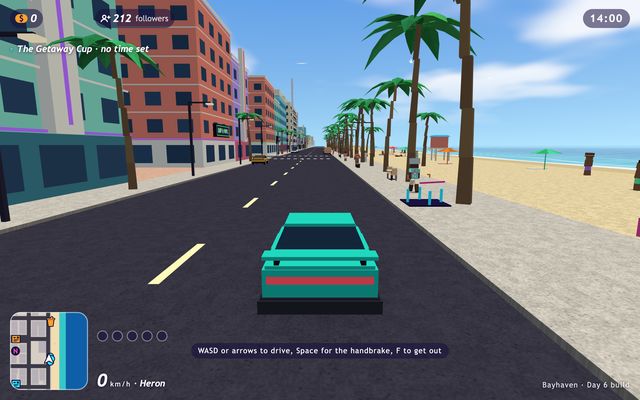 $ 0
212 followers
14:00
The Getaway Cup · no time set
WASD or arrows to drive, Space for the handbrake, F to get out
0 km/h · Heron
Bayhaven · Day 6 build